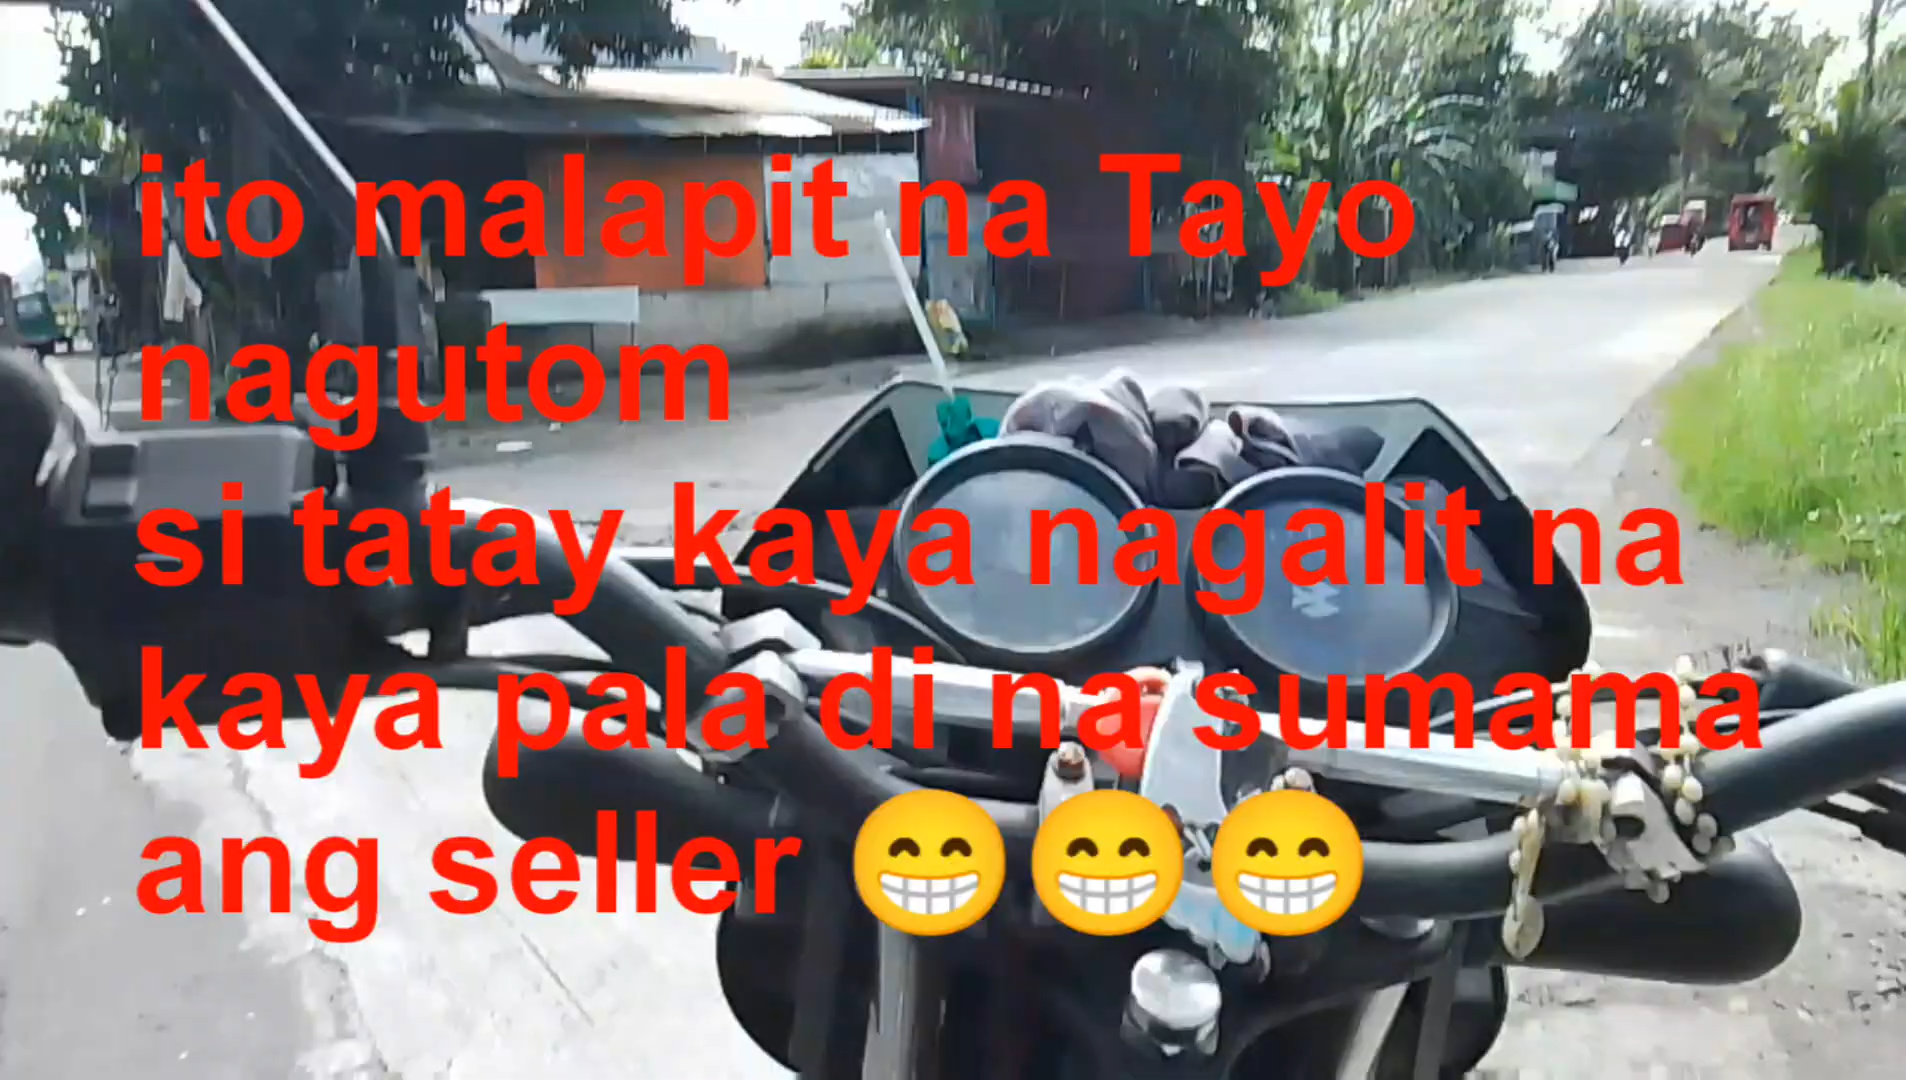 ito malapit na Tayo
nagutom
si tatay kaya nagalit na
kaya pala di na sumama
ang seller 😁😁😁